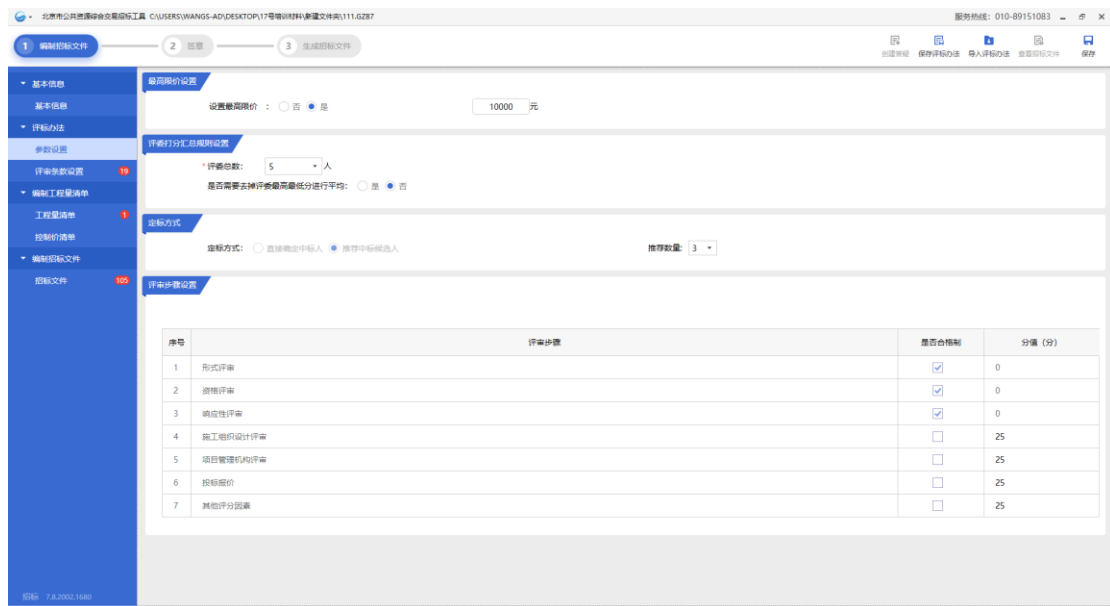 北京市公共资源综合交易招标工具 C:\USERS\WANGS-AD\DESKTOP\17号培训材料\新建文件夹\111.GZB7 服务热线：010-89151083
1 编制招标文件 2 签章 3 生成招标文件 创建答疑 保存评标办法 导入评标办法 查看招标文件 保存
基本信息
基本信息
评标办法
参数设置
评审条款设置 19
编制工程量清单
工程量清单 1
控制价清单
编制招标文件
招标文件 105
招标 7.8.2002.1680
最高限价设置
设置最高限价 ： 否 是 10000 元
评委打分汇总规则设置
* 评委总数： 5 人
是否需要去掉评委最高最低分进行平均： 是 否
定标方式
定标方式： 直接确定中标人 推荐中标候选人 推荐数量: 3
评审步骤设置
序号 评审步骤 是否合格制 分值（分）
1 形式评审 0
2 资格评审 0
3 响应性评审 0
4 施工组织设计评审 25
5 项目管理机构评审 25
6 投标报价 25
7 其他评分因素 25